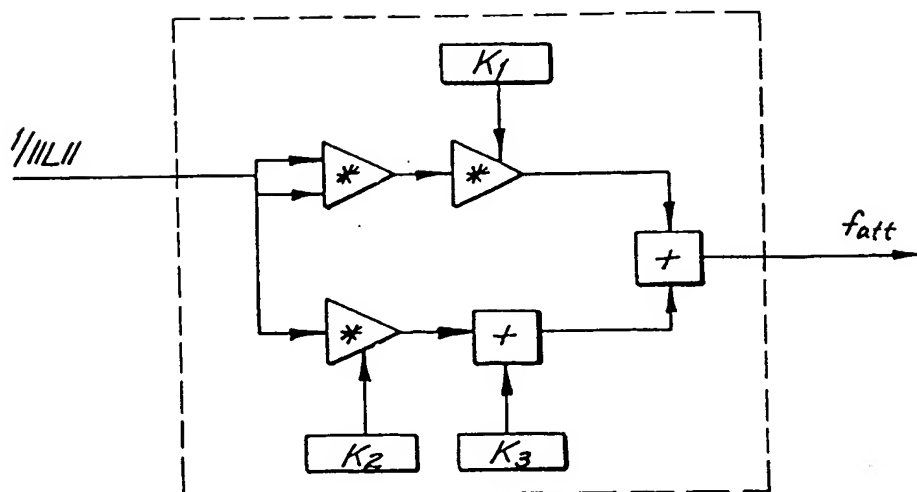 K1
1/||L||
*
*
fatt
+
*
+
K2
K3